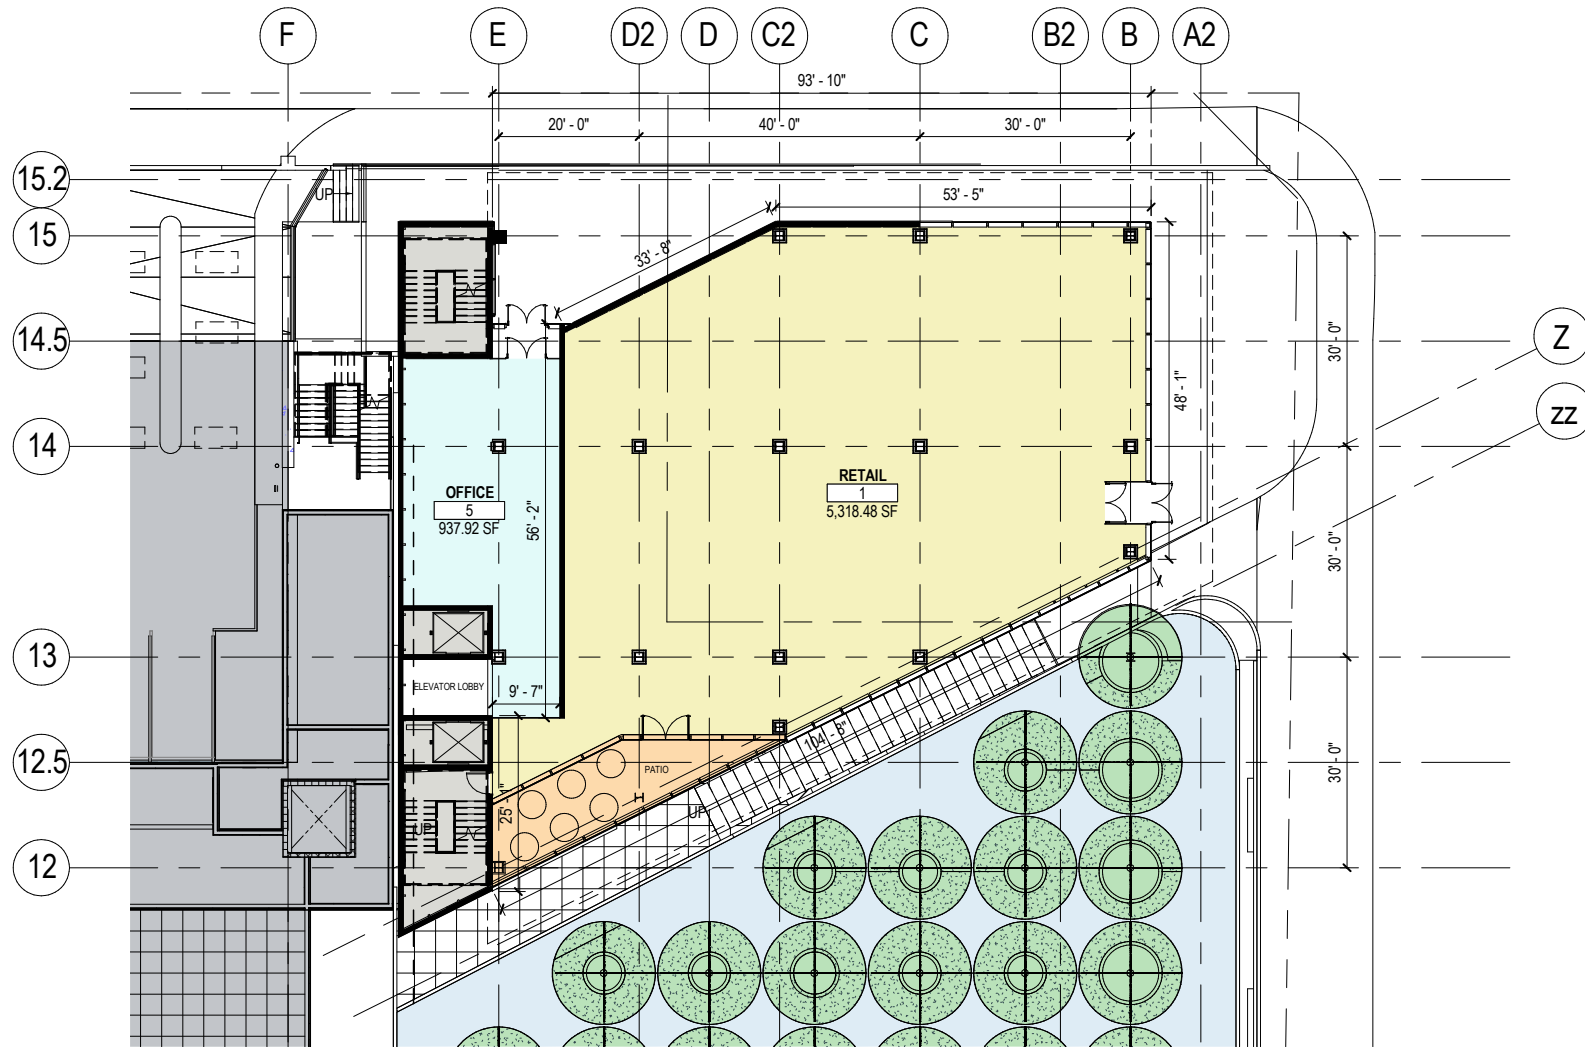 F
E
D2
D
C2
C
B2
B
A2
93' - 10"
20' - 0"
40' - 0"
30' - 0"
15.2
UP
53' - 5"
15
33' - 8"
14.5
30' - 0"
Z
48' - 1"
ZZ
14
RETAIL
1
5,318.48 SF
OFFICE
5
937.92 SF
56' - 2"
30' - 0"
13
ELEVATOR LOBBY
9' - 7"
104' - 3"
12.5
PATIO
30' - 0"
25' - 1"
UP
UP
12